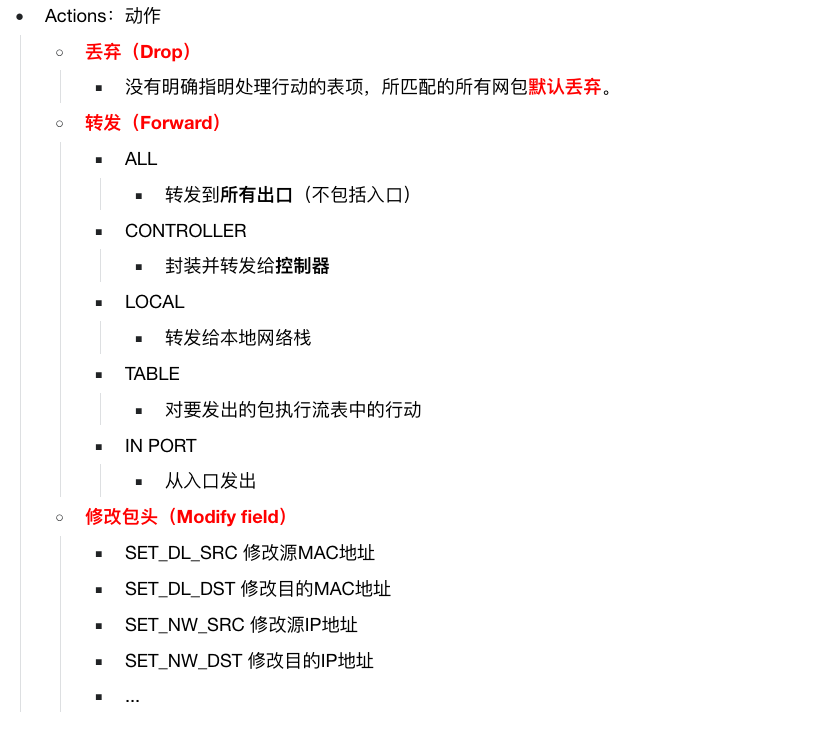 Actions：动作
丢弃（Drop）
没有明确指明处理行动的表项，所匹配的所有网包默认丢弃。
转发（Forward）
ALL
转发到所有出口（不包括入口）
CONTROLLER
封装并转发给控制器
LOCAL
转发给本地网络栈
TABLE
对要发出的包执行流表中的行动
IN PORT
从入口发出
修改包头（Modify field）
SET_DL_SRC 修改源MAC地址
SET_DL_DST 修改目的MAC地址
SET_NW_SRC 修改源IP地址
SET_NW_DST 修改目的IP地址
...